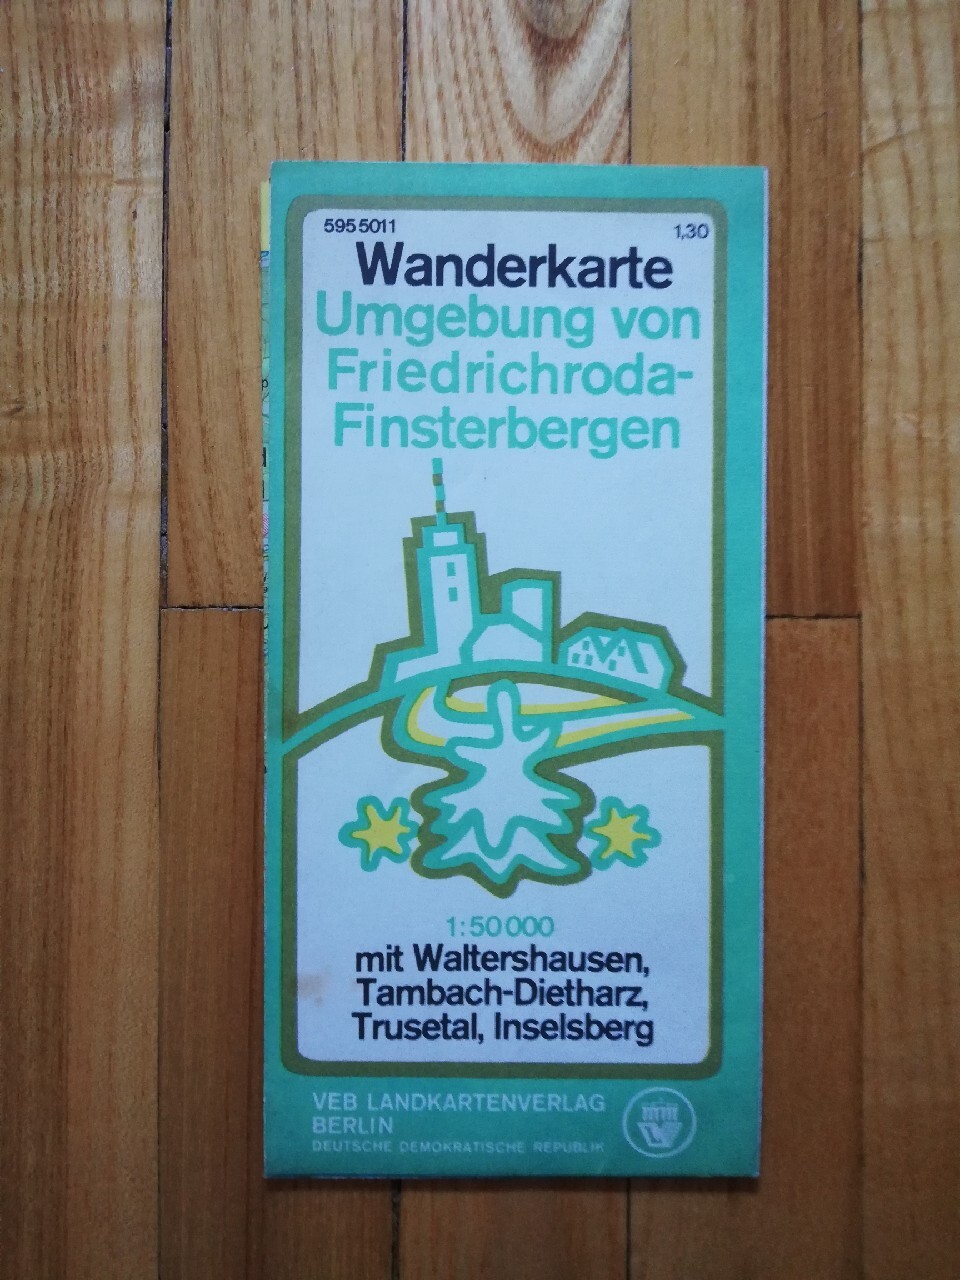 595 5011
1,30
Wanderkarte
Umgebung von
Friedrichroda-
Finsterbergen
1:50 000
mit Waltershausen,
Tambach-Dietharz,
Trusetal, Inselsberg
VEB LANDKARTENVERLAG
BERLIN
DEUTSCHE DEMOKRATISCHE REPUBLIK